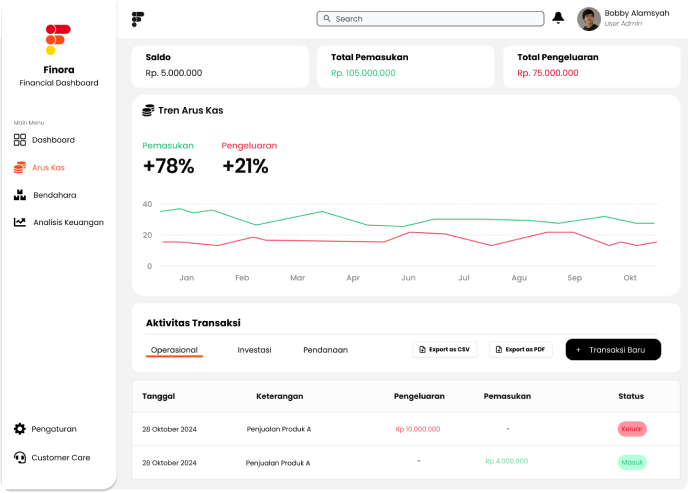 Finora
Financial Dashboard
Main Menu
Dashboard
Arus Kas
Bendahara
Analisis Keuangan
Pengaturan
Customer Care
Search
Bobby Alamsyah
User Admin
Saldo
Rp. 5.000.000
Total Pemasukan
Rp. 105.000.000
Total Pengeluaran
Rp. 75.000.000
Tren Arus Kas
Pemasukan Pengeluaran
+78% +21%
40
20
0
Jan Feb Mar Apr Jun Jul Agu Sep Okt
Aktivitas Transaksi
Operasional Investasi Pendanaan Export as CSV Export as PDF + Transaksi Baru
Tanggal Keterangan Pengeluaran Pemasukan Status
28 Oktober 2024 Penjualan Produk A Rp 10.000.000 - Keluar
28 Oktober 2024 Penjualan Produk A - Rp 4.000.000 Masuk